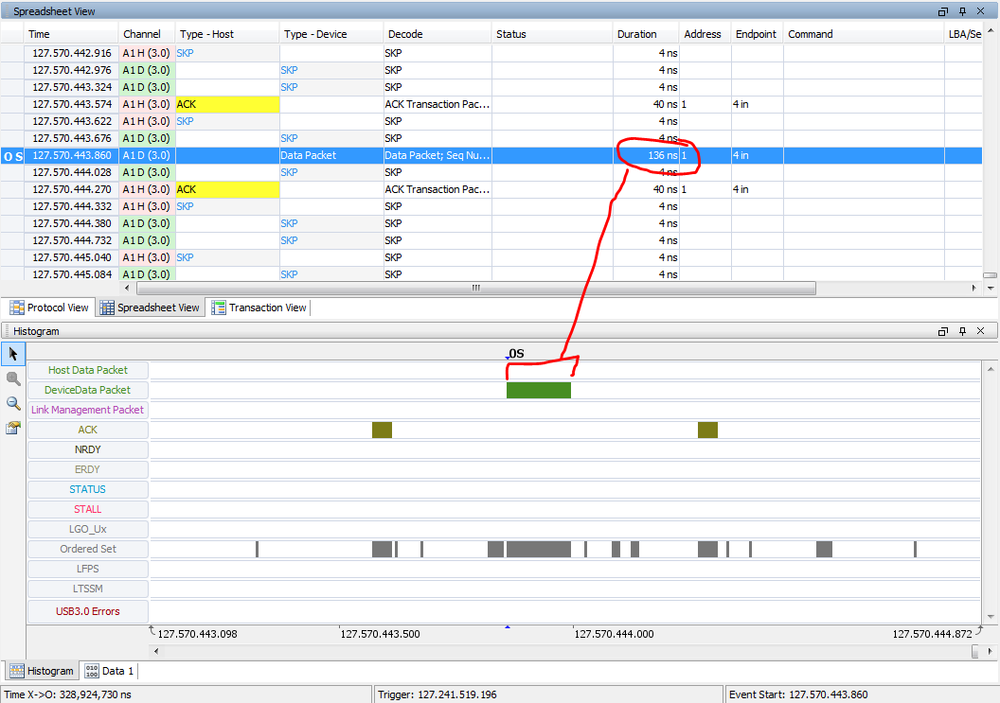 Spreadsheet View
Time Channel Type - Host Type - Device Decode Status Duration Address Endpoint Command LBA/Se
127.570.442.916 A1 H (3.0) SKP SKP 4 ns
127.570.442.976 A1 D (3.0) SKP SKP 4 ns
127.570.443.324 A1 D (3.0) SKP SKP 4 ns
127.570.443.574 A1 H (3.0) ACK ACK Transaction Pac... 40 ns 1 4 in
127.570.443.622 A1 H (3.0) SKP SKP 4 ns
127.570.443.676 A1 D (3.0) SKP SKP 4 ns
O S 127.570.443.860 A1 D (3.0) Data Packet Data Packet; Seq Nu... 136 ns 1 4 in
127.570.444.028 A1 D (3.0) SKP SKP 4 ns
127.570.444.270 A1 H (3.0) ACK ACK Transaction Pac... 40 ns 1 4 in
127.570.444.332 A1 H (3.0) SKP SKP 4 ns
127.570.444.380 A1 D (3.0) SKP SKP 4 ns
127.570.444.732 A1 D (3.0) SKP SKP 4 ns
127.570.445.040 A1 H (3.0) SKP SKP 4 ns
127.570.445.084 A1 D (3.0) SKP SKP 4 ns
Protocol View Spreadsheet View Transaction View
Histogram
OS
Host Data Packet
DeviceData Packet
Link Management Packet
ACK
NRDY
ERDY
STATUS
STALL
LGO_Ux
Ordered Set
LFPS
LTSSM
USB3.0 Errors
127.570.443.098 127.570.443.500 127.570.444.000 127.570.444.872
Histogram 010 100 Data 1
Time X->O: 328,924,730 ns Trigger: 127.241.519.196 Event Start: 127.570.443.860